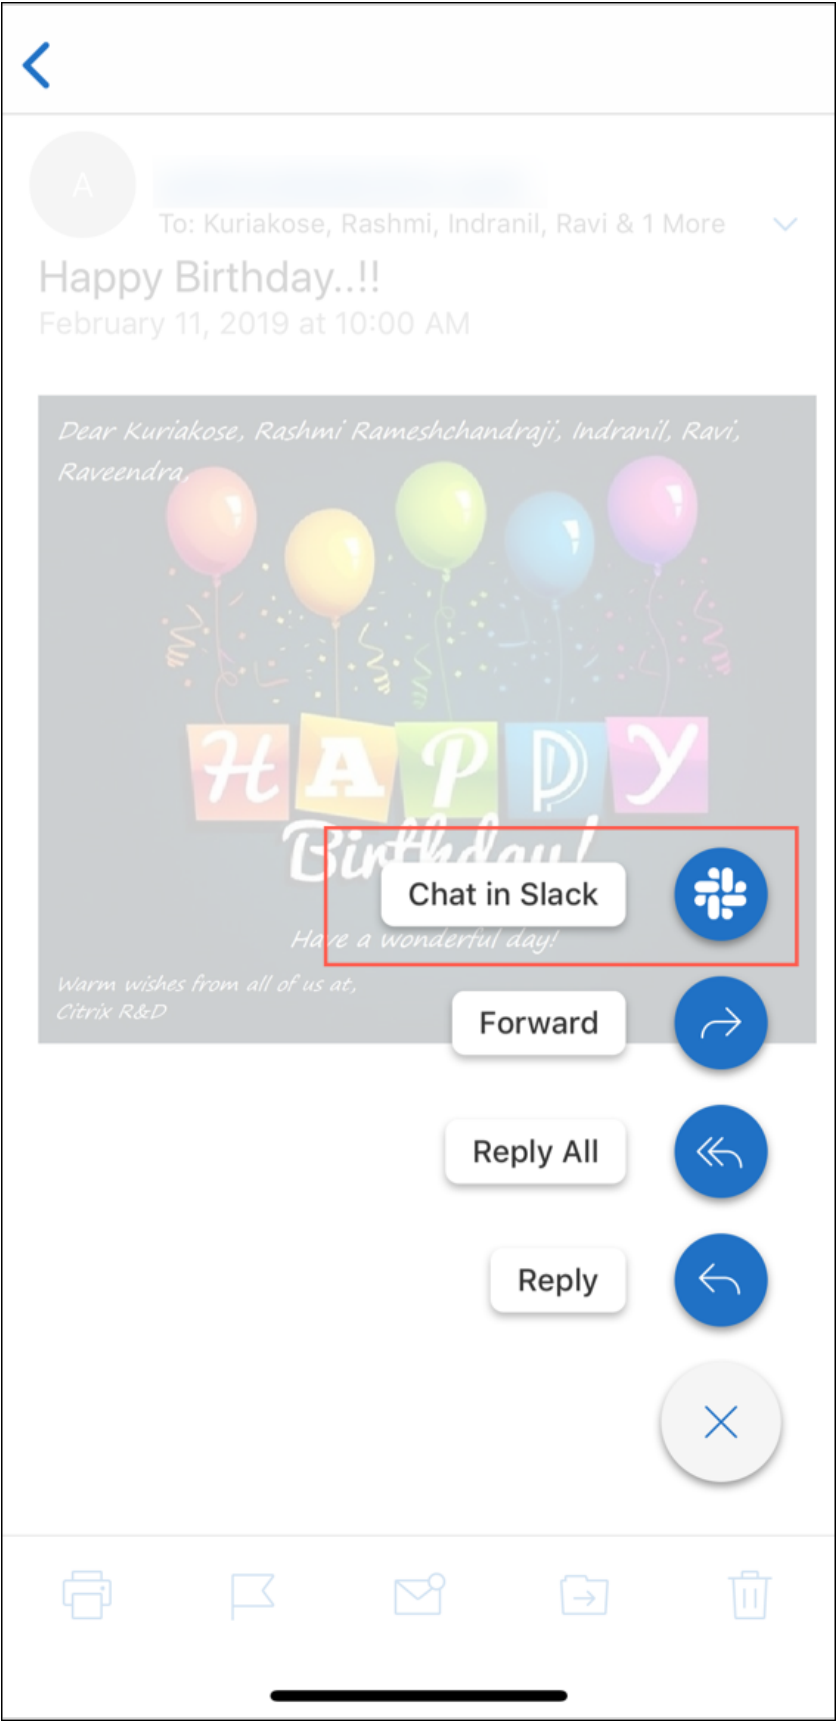 A
To: Kuriakose, Rashmi, Indranil, Ravi & 1 More
Happy Birthday..!!
February 11, 2019 at 10:00 AM
Dear Kuriakose, Rashmi Rameshchandraji, Indranil, Ravi,
Raveendra,
HAPPY
Birthday!
Chat in Slack
Have a wonderful day!
Warm wishes from all of us at,
Citrix R&D
Forward
Reply All
Reply